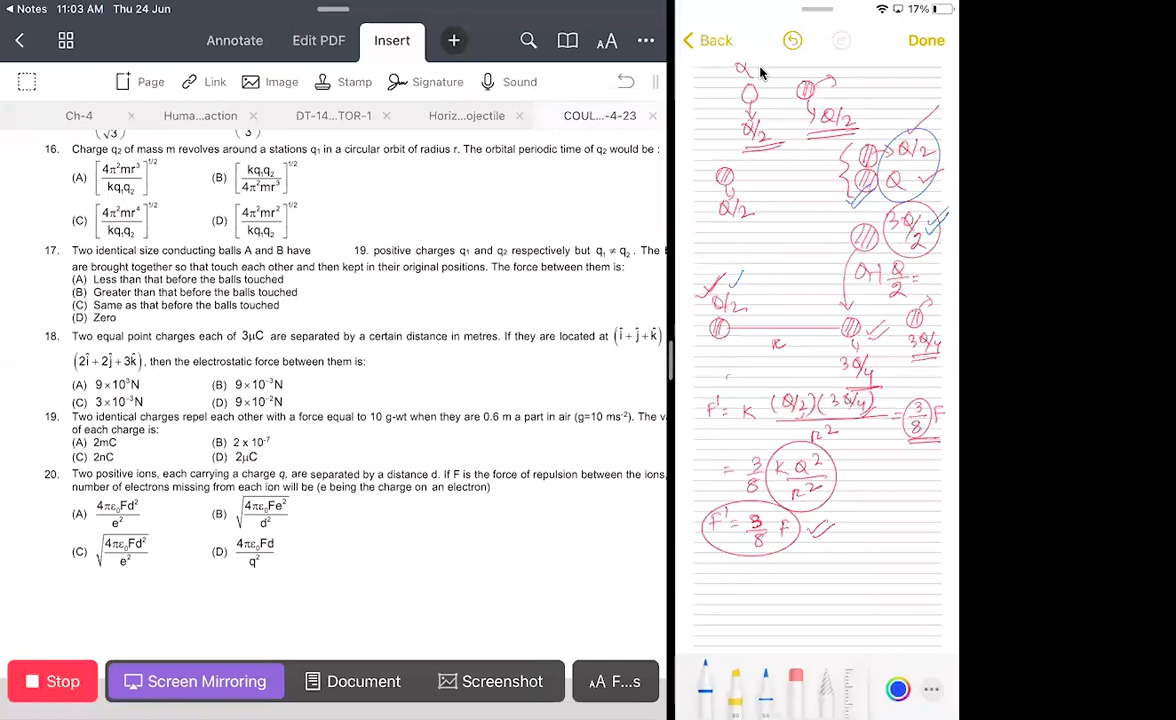 Notes 11:03 AM Thu 24 Jun
17%
Annotate Edit PDF Insert
Page Link Image Stamp Signature Sound
Ch-4 Huma...action DT-14...TOR-1 Horiz...ojectile COUL...-4-23
16. Charge q₂ of mass m revolves around a stations q₁ in a circular orbit of radius r. The orbital periodic time of q₂ would be :
(A) [4π²mr³/kq₁q₂]^1/2 (B) [kq₁q₂/4π²mr³]^1/2
(C) [4π²mr⁴/kq₁q₂]^1/2 (D) [4π²mr²/kq₁q₂]^1/2
17. Two identical size conducting balls A and B have 19. positive charges q₁ and q₂ respectively but q₁ ≠ q₂. The
are brought together so that touch each other and then kept in their original positions. The force between them is:
(A) Less than that before the balls touched
(B) Greater than that before the balls touched
(C) Same as that before the balls touched
(D) Zero
18. Two equal point charges each of 3μC are separated by a certain distance in metres. If they are located at (î + ĵ + k̂)
(2î + 2ĵ + 3k̂), then the electrostatic force between them is:
(A) 9×10³N (B) 9×10⁻³N
(C) 3×10⁻³N (D) 9×10⁻²N
19. Two identical charges repel each other with a force equal to 10 g-wt when they are 0.6 m a part in air (g=10 ms⁻²). The v
of each charge is:
(A) 2mC (B) 2 x 10⁻⁷
(C) 2nC (D) 2μC
20. Two positive ions, each carrying a charge q, are separated by a distance d. If F is the force of repulsion between the ions,
number of electrons missing from each ion will be (e being the charge on an electron)
(A) 4πε₀Fd²/e² (B) √(4πε₀Fe²/d²)
(C) √(4πε₀Fd²/e²) (D) 4πε₀Fd/q²
Stop Screen Mirroring Document Screenshot AA F...s
Back Done
Q/2 Q/2
Q/2
Q
Q/2
3Q/2
Q/2
R
3Q/4
3Q/4
F' = K (Q/2)(3Q/4)/R² = 3/8 F
= 3/8 KQ²/R²
F' = 3/8 F